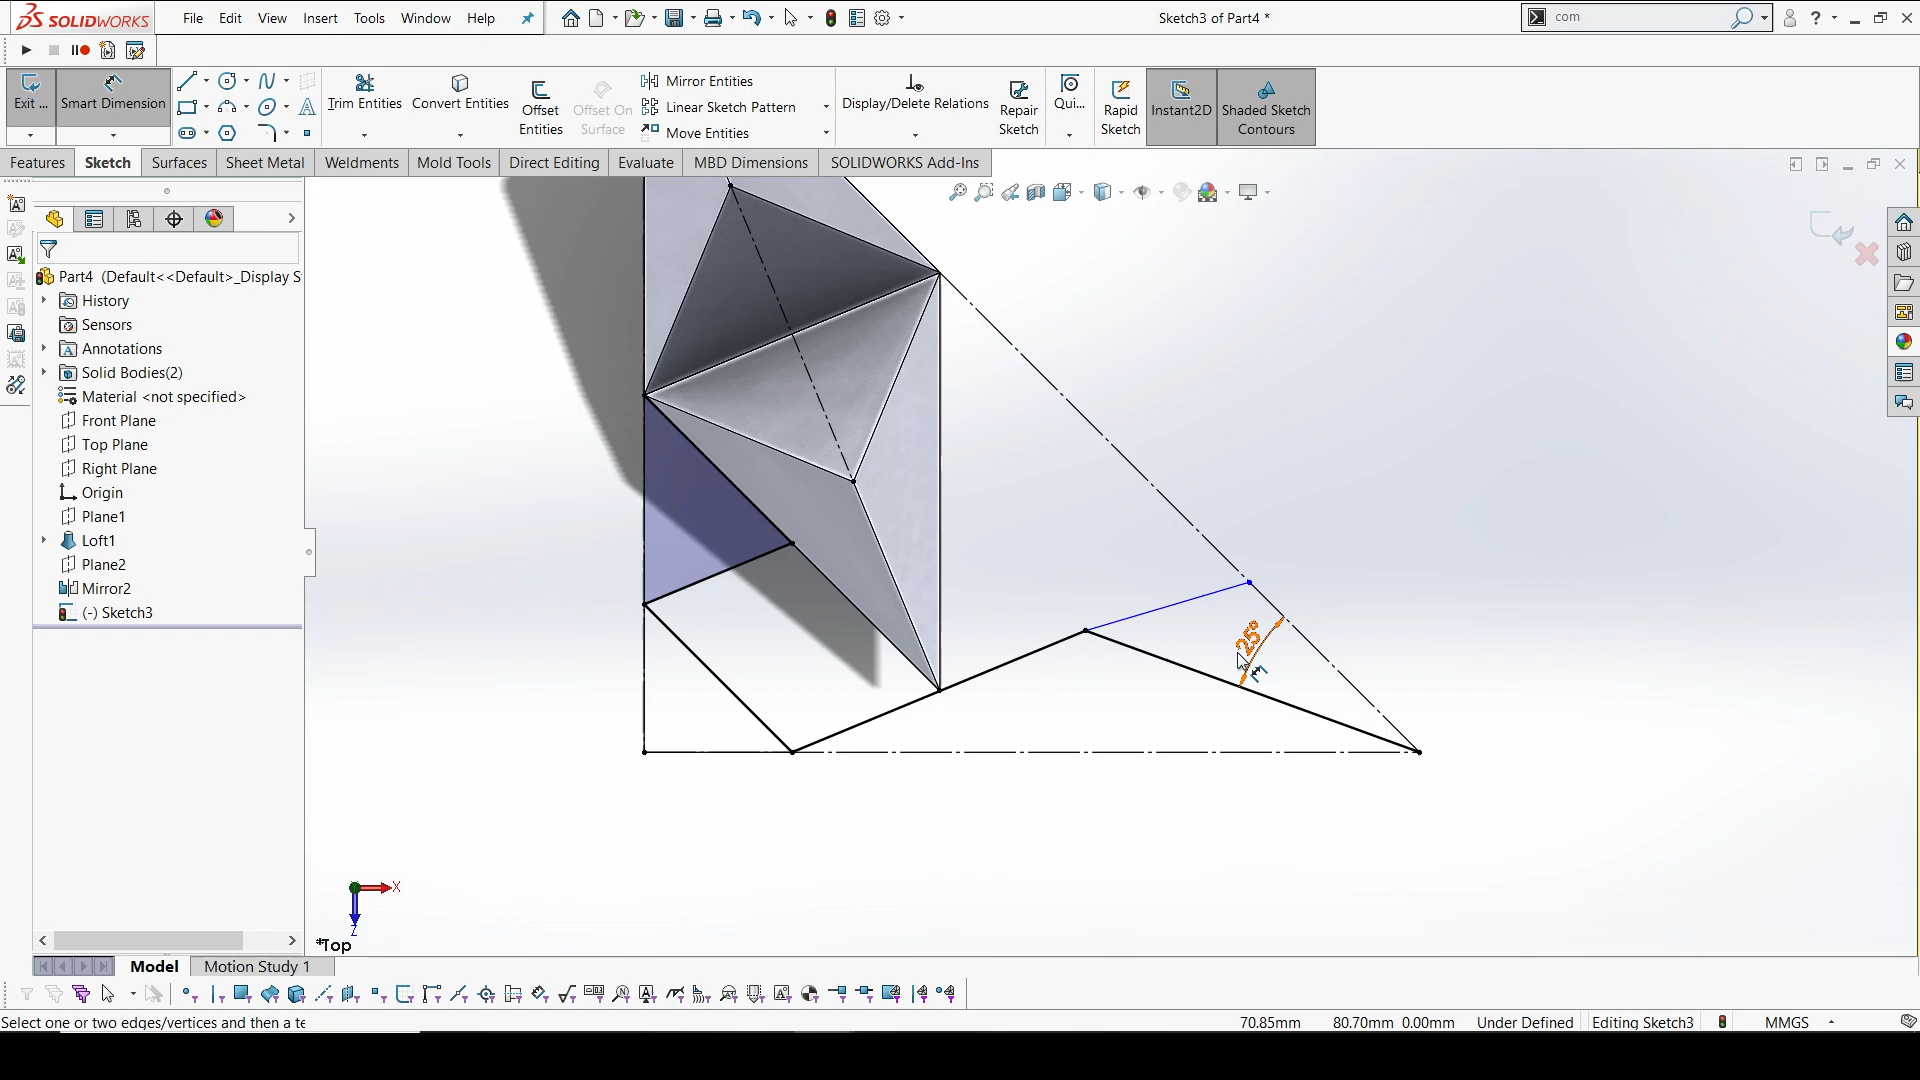 SOLIDWORKS
File Edit View Insert Tools Window Help
Sketch3 of Part4 *
com
Exit ...
Smart Dimension
Trim Entities
Convert Entities
Offset Entities
Offset On Surface
Mirror Entities
Linear Sketch Pattern
Move Entities
Display/Delete Relations
Repair Sketch
Qui...
Rapid Sketch
Instant2D
Shaded Sketch Contours
Features Sketch Surfaces Sheet Metal Weldments Mold Tools Direct Editing Evaluate MBD Dimensions SOLIDWORKS Add-Ins
Part4 (Default<<Default>_Display S
History
Sensors
Annotations
Solid Bodies(2)
Material <not specified>
Front Plane
Top Plane
Right Plane
Origin
Plane1
Loft1
Plane2
Mirror2
(-) Sketch3
25°
X
Z
*Top
Model Motion Study 1
Select one or two edges/vertices and then a te
70.85mm 80.70mm 0.00mm Under Defined Editing Sketch3 MMGS